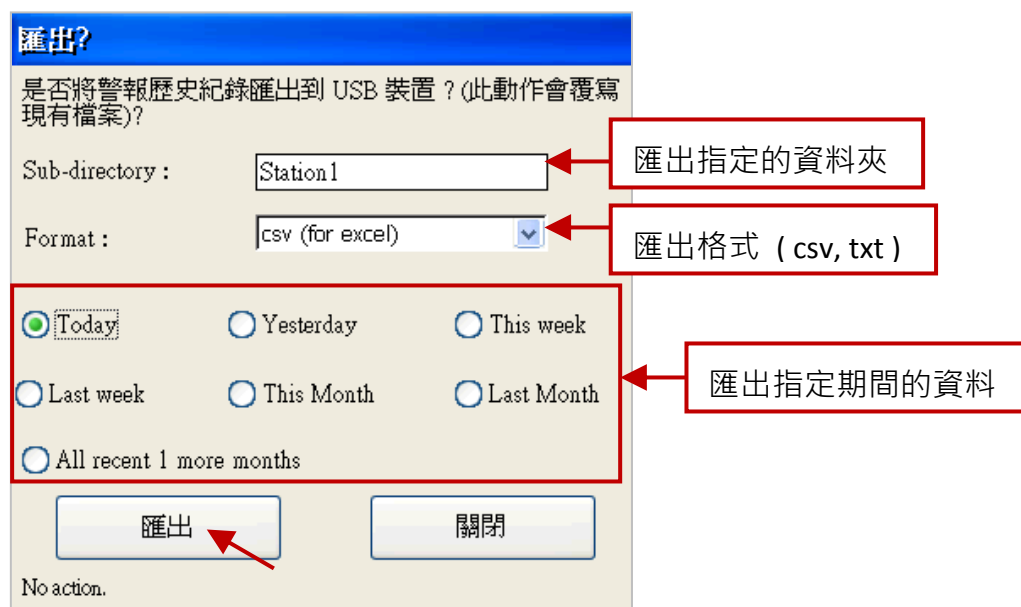 匯出?
是否將警報歷史紀錄匯出到 USB 裝置 ? (此動作會覆寫
現有檔案)?
Sub-directory :
Station1
匯出指定的資料夾
Format :
csv (for excel)
匯出格式 ( csv, txt )
Today
Yesterday
This week
Last week
This Month
Last Month
匯出指定期間的資料
All recent 1 more months
匯出
關閉
No action.